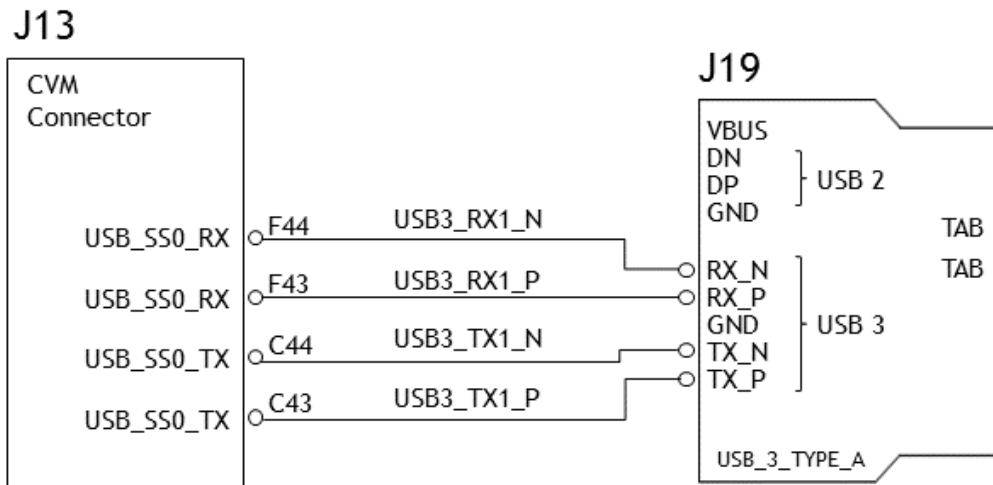 J13
CVM
Connector
USB_SS0_RX
F44
USB3_RX1_N
USB_SS0_RX
F43
USB3_RX1_P
USB_SS0_TX
C44
USB3_TX1_N
USB_SS0_TX
C43
USB3_TX1_P
J19
VBUS
DN
DP
GND
USB 2
TAB
TAB
RX_N
RX_P
GND
TX_N
TX_P
USB 3
USB_3_TYPE_A